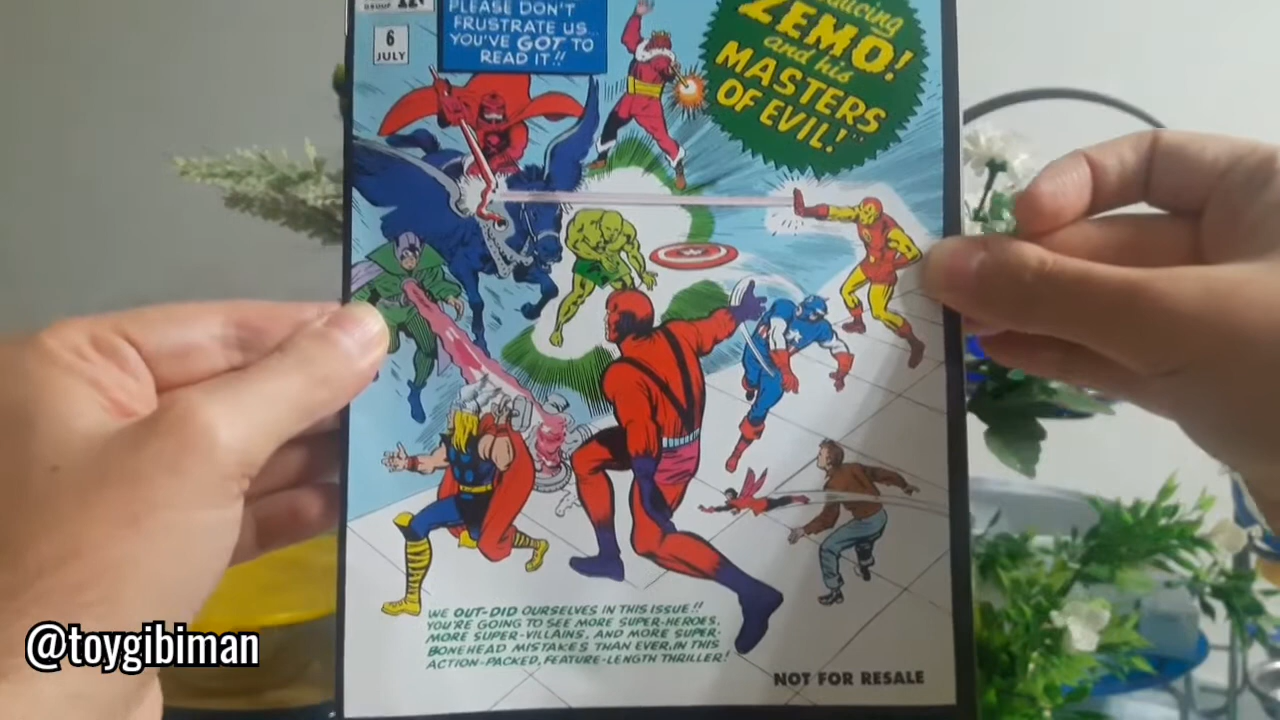 GROUP
12¢
6
JULY
PLEASE DON'T
FRUSTRATE US...
YOU'VE GOT TO
READ IT!!
ZEMO!
and his
MASTERS
OF EVIL!
WE OUT-DID OURSELVES IN THIS ISSUE!!
YOU'RE GOING TO SEE MORE SUPER-HEROES,
MORE SUPER-VILLAINS, AND MORE SUPER-
BONEHEAD MISTAKES THAN EVER, IN THIS
ACTION-PACKED, FEATURE-LENGTH THRILLER!
NOT FOR RESALE
@toygibiman